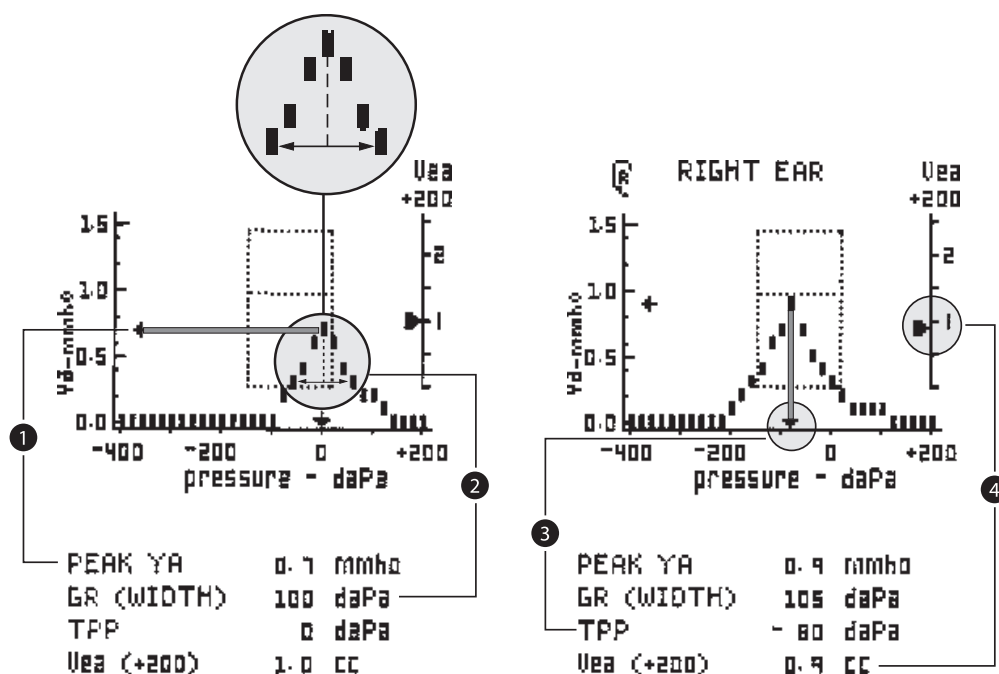 Vea
+200
1.5
1.0
0.5
0.0
Ya-mmho
2
1
-400 -200 0 +200
pressure - daPa
1
2
PEAK YA 0.7 mmho
GR (WIDTH) 100 daPa
TPP 0 daPa
Vea (+200) 1.0 CC
R RIGHT EAR
Vea
+200
1.5
1.0
0.5
0.0
Ya-mmho
2
1
-400 -200 0 +200
pressure - daPa
3
4
PEAK YA 0.9 mmho
GR (WIDTH) 105 daPa
TPP - 80 daPa
Vea (+200) 0.9 CC